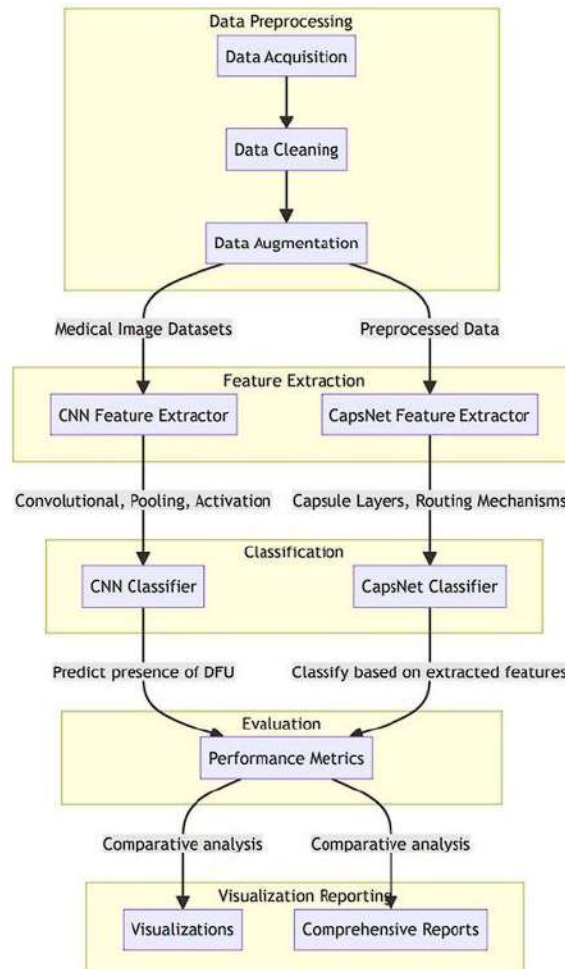 Data Preprocessing
Data Acquisition
Data Cleaning
Data Augmentation
Medical Image Datasets
Preprocessed Data
Feature Extraction
CNN Feature Extractor
CapsNet Feature Extractor
Convolutional, Pooling, Activation
Capsule Layers, Routing Mechanisms
Classification
CNN Classifier
CapsNet Classifier
Predict presence of DFU
Classify based on extracted features
Evaluation
Performance Metrics
Comparative analysis
Comparative analysis
Visualization Reporting
Visualizations
Comprehensive Reports